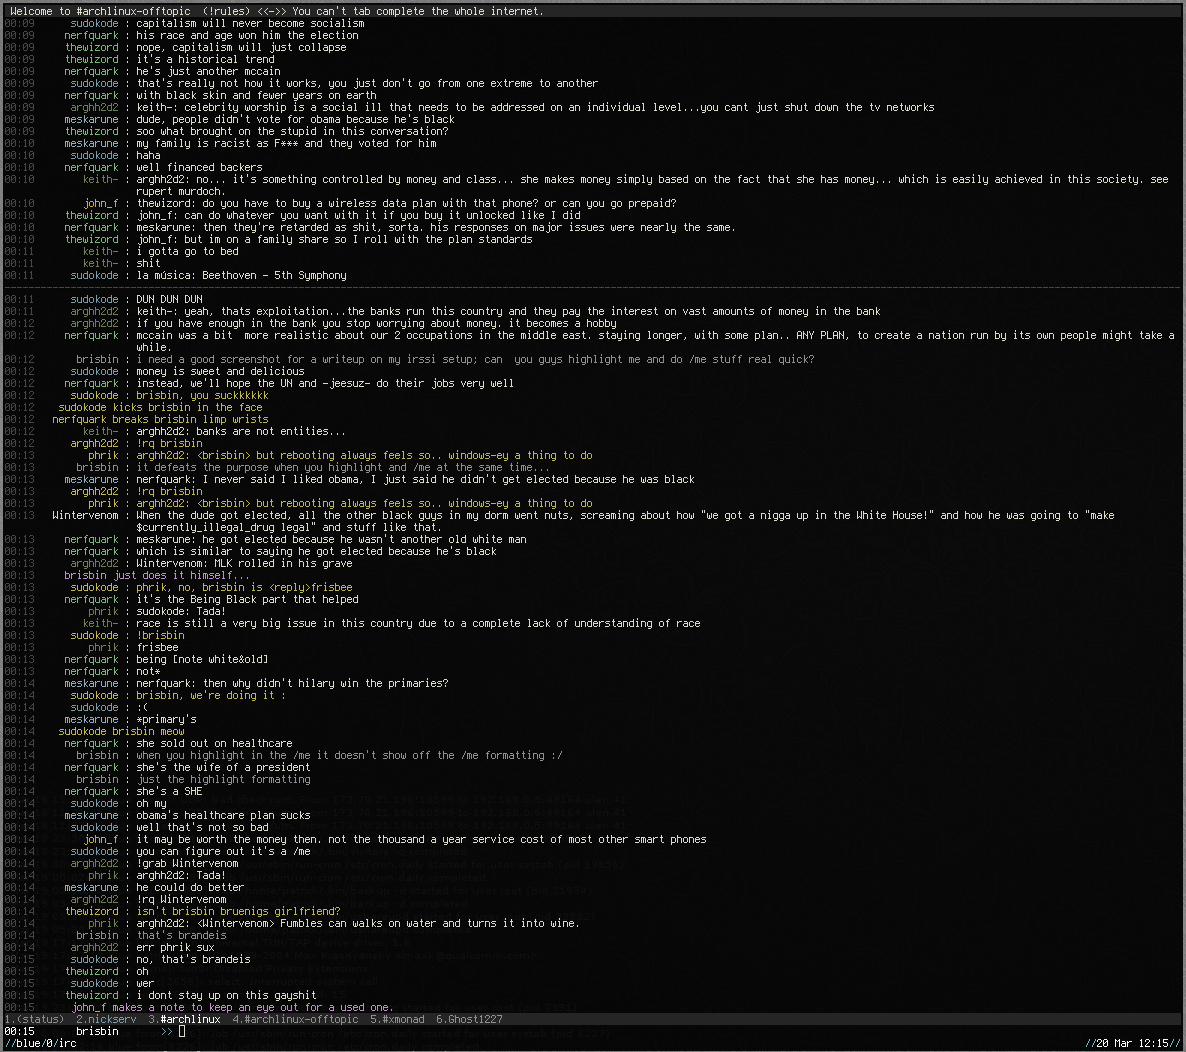 Welcome to #archlinux-offtopic  (!rules) <<->> You can't tab complete the whole internet.
00:09 sudokode : capitalism will never become socialism
00:09 nerfquark : his race and age won him the election
00:09 thewizord : nope, capitalism will just collapse
00:09 thewizord : it's a historical trend
00:09 nerfquark : he's just another mccain
00:09 sudokode : that's really not how it works, you just don't go from one extreme to another
00:09 nerfquark : with black skin and fewer years on earth
00:09 arghh2d2 : keith-: celebrity worship is a social ill that needs to be addressed on an individual level...you cant just shut down the tv networks
00:09 meskarune : dude, people didn't vote for obama because he's black
00:09 thewizord : soo what brought on the stupid in this conversation?
00:10 meskarune : my family is racist as F*** and they voted for him
00:10 sudokode : haha
00:10 nerfquark : well financed backers
00:10 keith- : arghh2d2: no... it's something controlled by money and class... she makes money simply based on the fact that she has money... which is easily achieved in this society. see
rupert murdoch.
00:10 john_f : thewizord: do you have to buy a wireless data plan with that phone? or can you go prepaid?
00:10 thewizord : john_f: can do whatever you want with it if you buy it unlocked like I did
00:10 nerfquark : meskarune: then they're retarded as shit, sorta. his responses on major issues were nearly the same.
00:10 thewizord : john_f: but im on a family share so I roll with the plan standards
00:11 keith- : i gotta go to bed
00:11 keith- : shit
00:11 sudokode : la música: Beethoven - 5th Symphony
00:11 sudokode : DUN DUN DUN
00:11 arghh2d2 : keith-: yeah, thats exploitation...the banks run this country and they pay the interest on vast amounts of money in the bank
00:12 arghh2d2 : if you have enough in the bank you stop worrying about money. it becomes a hobby
00:12 nerfquark : mccain was a bit  more realistic about our 2 occupations in the middle east. staying longer, with some plan.. ANY PLAN, to create a nation run by its own people might take a
while.
00:12 brisbin : i need a good screenshot for a writeup on my irssi setup; can  you guys highlight me and do /me stuff real quick?
00:12 sudokode : money is sweet and delicious
00:12 nerfquark : instead, we'll hope the UN and -jeesuz- do their jobs very well
00:12 sudokode : brisbin, you suckkkkkk
00:12 sudokode kicks brisbin in the face
00:12 nerfquark breaks brisbin limp wrists
00:12 keith- : arghh2d2: banks are not entities...
00:12 arghh2d2 : !rq brisbin
00:13 phrik : arghh2d2: <brisbin> but rebooting always feels so.. windows-ey a thing to do
00:13 brisbin : it defeats the purpose when you highlight and /me at the same time...
00:13 meskarune : nerfquark: I never said I liked obama, I just said he didn't get elected because he was black
00:13 arghh2d2 : !rq brisbin
00:13 phrik : arghh2d2: <brisbin> but rebooting always feels so.. windows-ey a thing to do
00:13 Wintervenom : When the dude got elected, all the other black guys in my dorm went nuts, screaming about how "we got a nigga up in the White House!" and how he was going to "make
$currently_illegal_drug legal" and stuff like that.
00:13 nerfquark : meskarune: he got elected because he wasn't another old white man
00:13 nerfquark : which is similar to saying he got elected because he's black
00:13 arghh2d2 : Wintervenom: MLK rolled in his grave
00:13 brisbin just does it himself...
00:13 sudokode : phrik, no, brisbin is <reply>frisbee
00:13 nerfquark : it's the Being Black part that helped
00:13 phrik : sudokode: Tada!
00:13 keith- : race is still a very big issue in this country due to a complete lack of understanding of race
00:13 sudokode : !brisbin
00:13 phrik : frisbee
00:13 nerfquark : being [note white&old]
00:13 nerfquark : not*
00:14 meskarune : nerfquark: then why didn't hilary win the primaries?
00:14 sudokode : brisbin, we're doing it :
00:14 sudokode : :(
00:14 meskarune : *primary's
00:14 sudokode brisbin meow
00:14 nerfquark : she sold out on healthcare
00:14 brisbin : when you highlight in the /me it doesn't show off the /me formatting :/
00:14 nerfquark : she's the wife of a president
00:14 brisbin : just the highlight formatting
00:14 nerfquark : she's a SHE
00:14 sudokode : oh my
00:14 meskarune : obama's healthcare plan sucks
00:14 sudokode : well that's not so bad
00:14 john_f : it may be worth the money then. not the thousand a year service cost of most other smart phones
00:14 sudokode : you can figure out it's a /me
00:14 arghh2d2 : !grab Wintervenom
00:14 phrik : arghh2d2: Tada!
00:14 meskarune : he could do better
00:14 arghh2d2 : !rq Wintervenom
00:14 thewizord : isn't brisbin bruenigs girlfriend?
00:14 phrik : arghh2d2: <Wintervenom> Fumbles can walks on water and turns it into wine.
00:14 brisbin : that's brandeis
00:14 arghh2d2 : err phrik sux
00:15 sudokode : no, that's brandeis
00:15 thewizord : oh
00:15 sudokode : wer
00:15 thewizord : i dont stay up on this gayshit
00:15 john_f makes a note to keep an eye out for a used one.
1.(status)  2.nickserv  3.#archlinux  4.#archlinux-offtopic  5.#xmonad  6.Ghost1227
00:15 brisbin >>
//blue/0/irc //20 Mar 12:15//